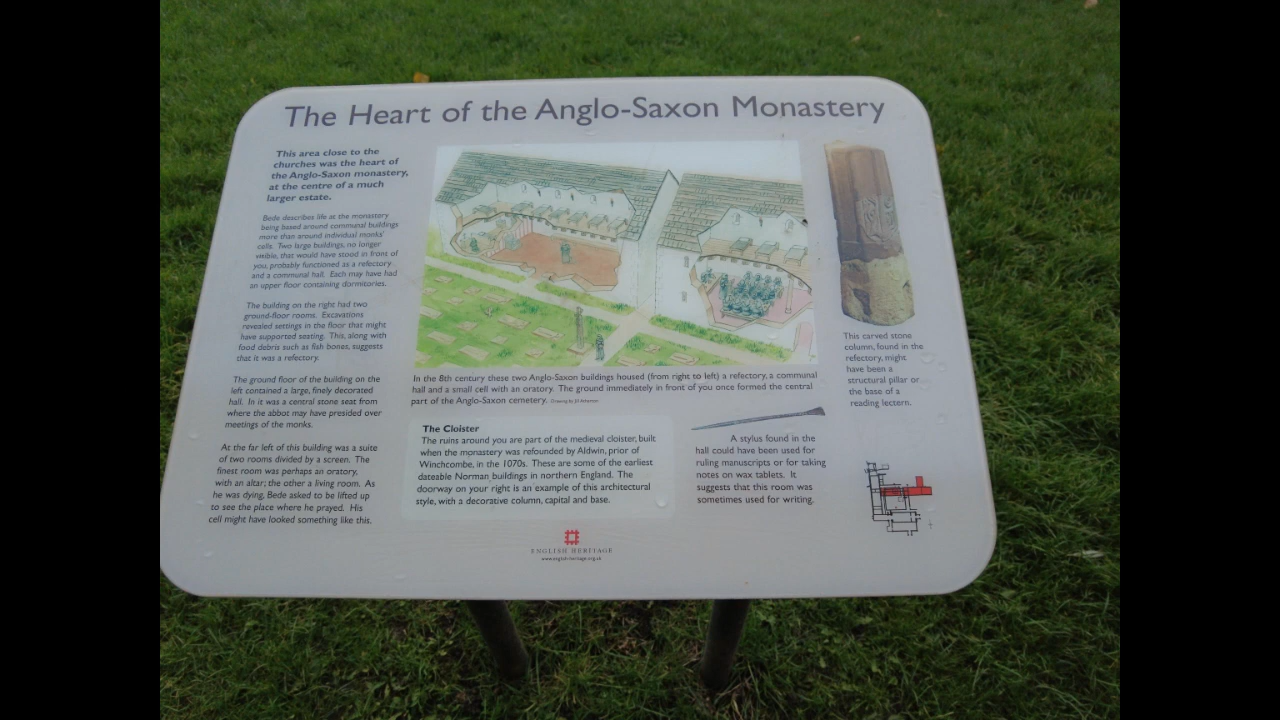 The Heart of the Anglo-Saxon Monastery
This area close to the
churches was the heart of
the Anglo-Saxon monastery,
at the centre of a much
larger estate.
Bede describes life at the monastery
being based around communal buildings
more than around individual monks'
cells. Two large buildings, no longer
visible, that would have stood in front of
you, probably functioned as a refectory
and a communal hall. Each may have had
an upper floor containing dormitories.
The building on the right had two
ground-floor rooms. Excavations
revealed settings in the floor that might
have supported seating. This, along with
food debris such as fish bones, suggests
that it was a refectory.
The ground floor of the building on the
left contained a large, finely decorated
hall. In it was a central stone seat from
where the abbot may have presided over
meetings of the monks.
At the far left of this building was a suite
of two rooms divided by a screen. The
finest room was perhaps an oratory,
with an altar; the other a living room. As
he was dying, Bede asked to be lifted up
to see the place where he prayed. His
cell might have looked something like this.
In the 8th century these two Anglo-Saxon buildings housed (from right to left) a refectory, a communal
hall and a small cell with an oratory. The ground immediately in front of you once formed the central
part of the Anglo-Saxon cemetery. Drawing by Jill Atherton
The Cloister
The ruins around you are part of the medieval cloister, built
when the monastery was refounded by Aldwin, prior of
Winchcombe, in the 1070s. These are some of the earliest
dateable Norman buildings in northern England. The
doorway on your right is an example of this architectural
style, with a decorative column, capital and base.
A stylus found in the
hall could have been used for
ruling manuscripts or for taking
notes on wax tablets. It
suggests that this room was
sometimes used for writing.
This carved stone
column, found in the
refectory, might
have been a
structural pillar or
the base of a
reading lectern.
ENGLISH HERITAGE
www.english-heritage.org.uk